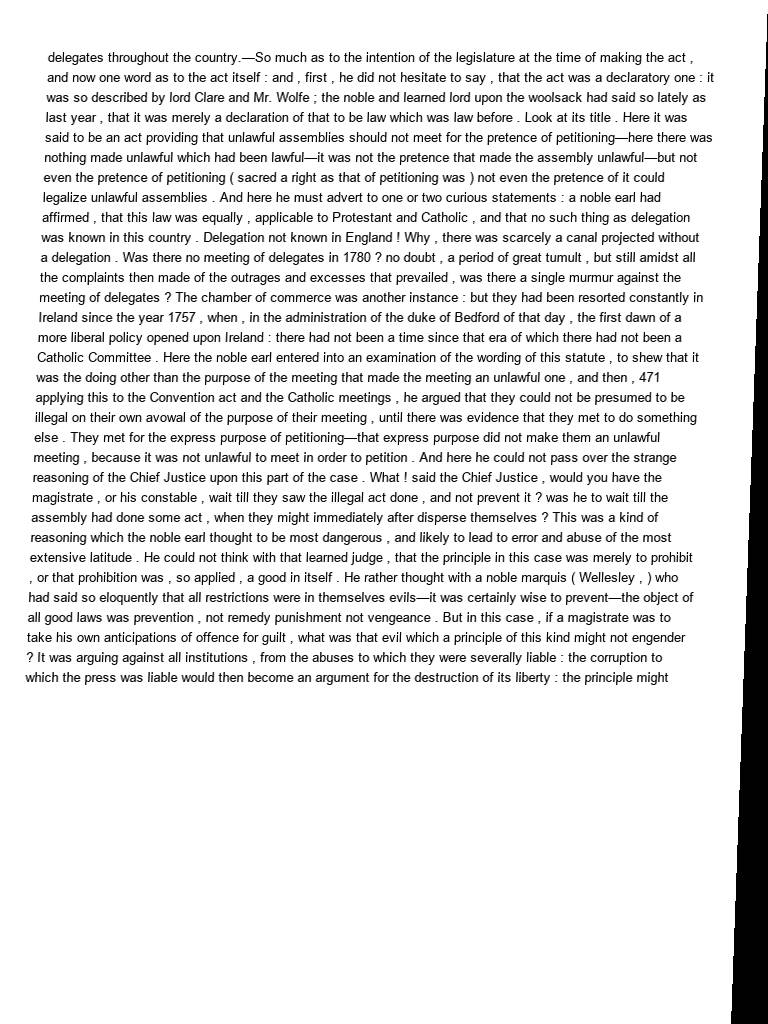 delegates throughout the country.—So much as to the intention of the legislature at the time of making the act ,
and now one word as to the act itself : and , first , he did not hesitate to say , that the act was a declaratory one : it
was so described by lord Clare and Mr. Wolfe ; the noble and learned lord upon the woolsack had said so lately as
last year , that it was merely a declaration of that to be law which was law before . Look at its title . Here it was
said to be an act providing that unlawful assemblies should not meet for the pretence of petitioning—here there was
nothing made unlawful which had been lawful—it was not the pretence that made the assembly unlawful—but not
even the pretence of petitioning ( sacred a right as that of petitioning was ) not even the pretence of it could
legalize unlawful assemblies . And here he must advert to one or two curious statements : a noble earl had
affirmed , that this law was equally , applicable to Protestant and Catholic , and that no such thing as delegation
was known in this country . Delegation not known in England ! Why , there was scarcely a canal projected without
a delegation . Was there no meeting of delegates in 1780 ? no doubt , a period of great tumult , but still amidst all
the complaints then made of the outrages and excesses that prevailed , was there a single murmur against the
meeting of delegates ? The chamber of commerce was another instance : but they had been resorted constantly in
Ireland since the year 1757 , when , in the administration of the duke of Bedford of that day , the first dawn of a
more liberal policy opened upon Ireland : there had not been a time since that era of which there had not been a
Catholic Committee . Here the noble earl entered into an examination of the wording of this statute , to shew that it
was the doing other than the purpose of the meeting that made the meeting an unlawful one , and then , 471
applying this to the Convention act and the Catholic meetings , he argued that they could not be presumed to be
illegal on their own avowal of the purpose of their meeting , until there was evidence that they met to do something
else . They met for the express purpose of petitioning—that express purpose did not make them an unlawful
meeting , because it was not unlawful to meet in order to petition . And here he could not pass over the strange
reasoning of the Chief Justice upon this part of the case . What ! said the Chief Justice , would you have the
magistrate , or his constable , wait till they saw the illegal act done , and not prevent it ? was he to wait till the
assembly had done some act , when they might immediately after disperse themselves ? This was a kind of
reasoning which the noble earl thought to be most dangerous , and likely to lead to error and abuse of the most
extensive latitude . He could not think with that learned judge , that the principle in this case was merely to prohibit
, or that prohibition was , so applied , a good in itself . He rather thought with a noble marquis ( Wellesley , ) who
had said so eloquently that all restrictions were in themselves evils—it was certainly wise to prevent—the object of
all good laws was prevention , not remedy punishment not vengeance . But in this case , if a magistrate was to
take his own anticipations of offence for guilt , what was that evil which a principle of this kind might not engender
? It was arguing against all institutions , from the abuses to which they were severally liable : the corruption to
which the press was liable would then become an argument for the destruction of its liberty : the principle might